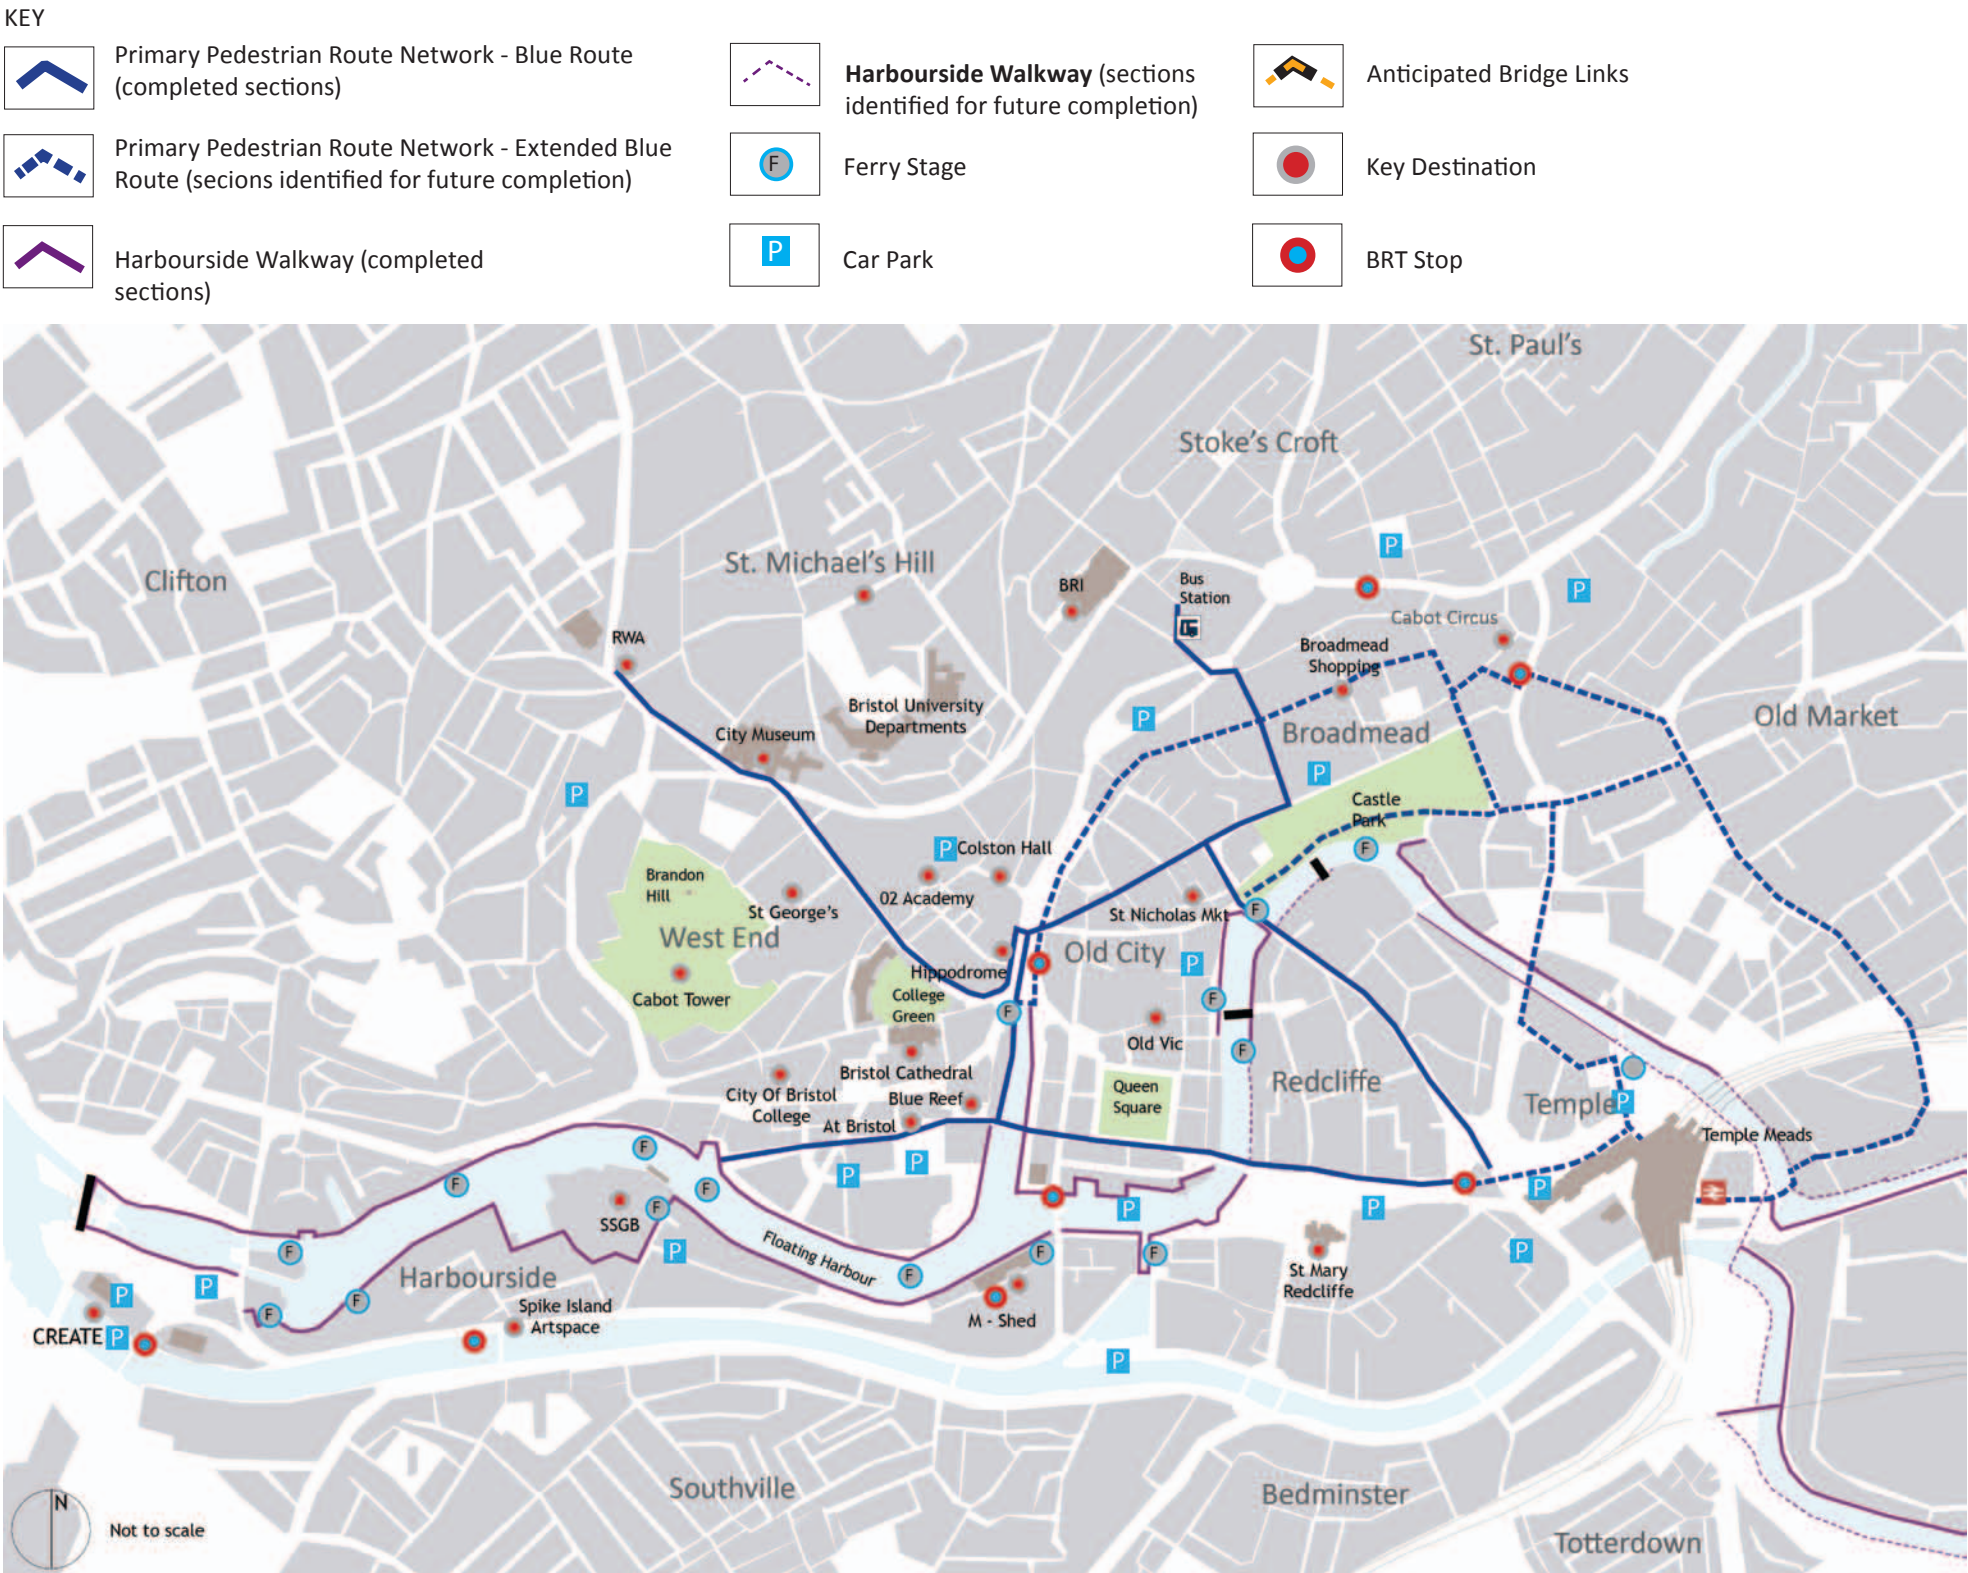 KEY
Primary Pedestrian Route Network - Blue Route
(completed sections)
Primary Pedestrian Route Network - Extended Blue
Route (secions identified for future completion)
Harbourside Walkway (completed
sections)
Harbourside Walkway (sections
identified for future completion)
F
Ferry Stage
P
Car Park
Anticipated Bridge Links
Key Destination
BRT Stop
St. Paul's
Stoke's Croft
St. Michael's Hill
Clifton
BRI
P
Bus
Station
P
Cabot Circus
RWA
Broadmead
Shopping
Bristol University
Departments
City Museum
P
Broadmead
Old Market
P
P
Castle
Park
P
Colston Hall
F
Brandon
Hill
St George's
02 Academy
St Nicholas Mkt
F
West End
Old City
P
Hippodrome
Cabot Tower
College
Green
F
F
Old Vic
F
Bristol Cathedral
City Of Bristol
College
Blue Reef
At Bristol
Queen
Square
Redcliffe
Temple
P
Temple Meads
F
P
P
F
F
F
SSGB
P
P
P
F
P
Floating Harbour
F
F
F
P
St Mary
Redcliffe
P
P
Harbourside
F
F
Spike Island
Artspace
M - Shed
CREATE
P
P
Southville
Bedminster
Totterdown
N
Not to scale